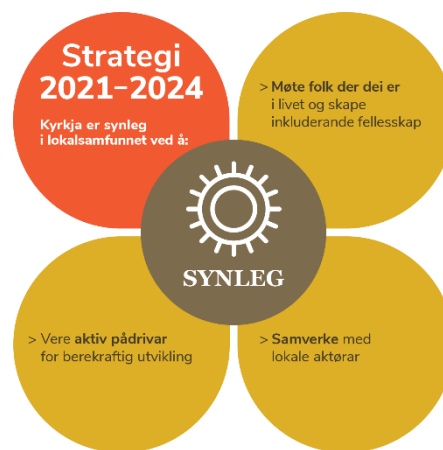 Strategi
2021–2024
Kyrkja er synleg
i lokalsamfunnet ved å:
> Møte folk der dei er
i livet og skape
inkluderande fellesskap
SYNLEG
> Vere aktiv pådrivar
for berekraftig utvikling
> Samverke med
lokale aktørar